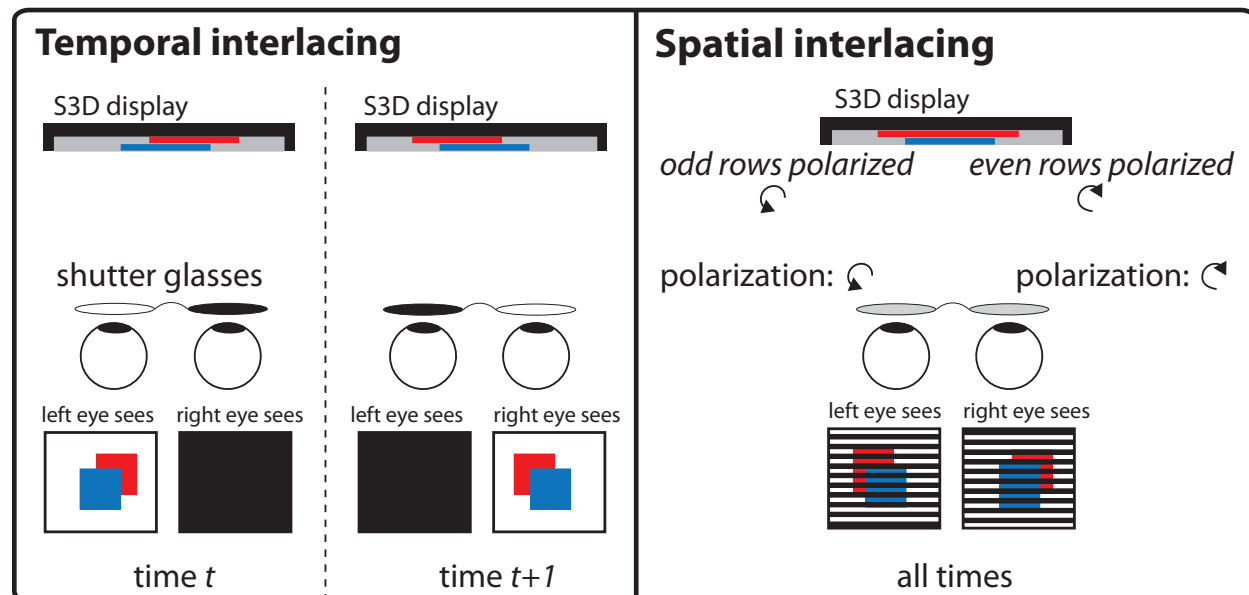 Temporal interlacing
S3D display
S3D display
shutter glasses
left eye sees
right eye sees
left eye sees
right eye sees
time t
time t+1
Spatial interlacing
S3D display
odd rows polarized
even rows polarized
polarization:
polarization:
left eye sees
right eye sees
all times